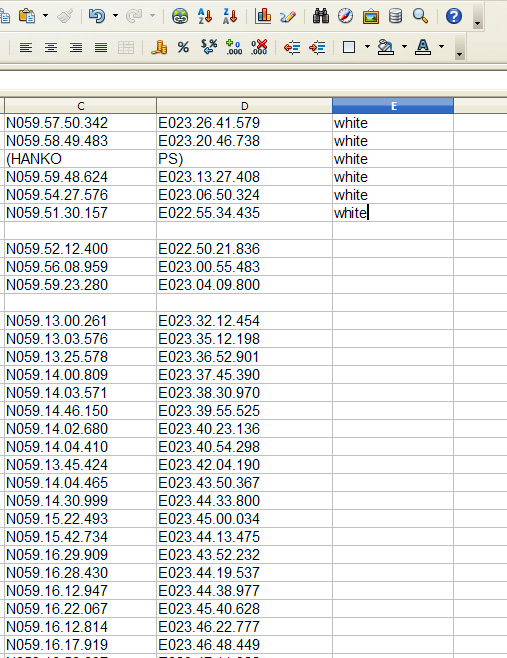 C D E
N059.57.50.342 E023.26.41.579 white
N059.58.49.483 E023.20.46.738 white
(HANKO PS) white
N059.59.48.624 E023.13.27.408 white
N059.54.27.576 E023.06.50.324 white
N059.51.30.157 E022.55.34.435 white
N059.52.12.400 E022.50.21.836
N059.56.08.959 E023.00.55.483
N059.59.23.280 E023.04.09.800
N059.13.00.261 E023.32.12.454
N059.13.03.576 E023.35.12.198
N059.13.25.578 E023.36.52.901
N059.14.00.809 E023.37.45.390
N059.14.03.571 E023.38.30.970
N059.14.46.150 E023.39.55.525
N059.14.02.680 E023.40.23.136
N059.14.04.410 E023.40.54.298
N059.13.45.424 E023.42.04.190
N059.14.04.465 E023.43.50.367
N059.14.30.999 E023.44.33.800
N059.15.22.493 E023.45.00.034
N059.15.42.734 E023.44.13.475
N059.16.29.909 E023.43.52.232
N059.16.28.430 E023.44.19.537
N059.16.12.947 E023.44.38.977
N059.16.22.067 E023.45.40.628
N059.16.12.814 E023.46.22.777
N059.16.17.919 E023.46.48.449